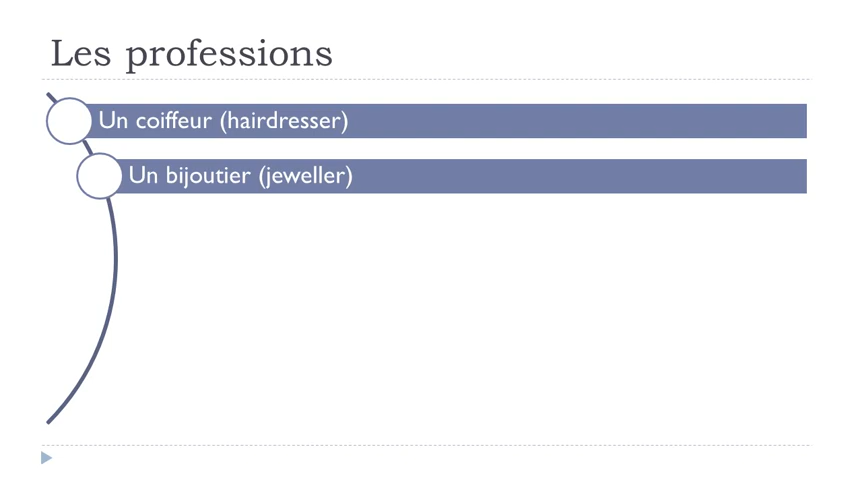 Les professions
Un coiffeur (hairdresser)
Un bijoutier (jeweller)